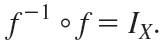 f⁻¹ ∘ f = I_X.